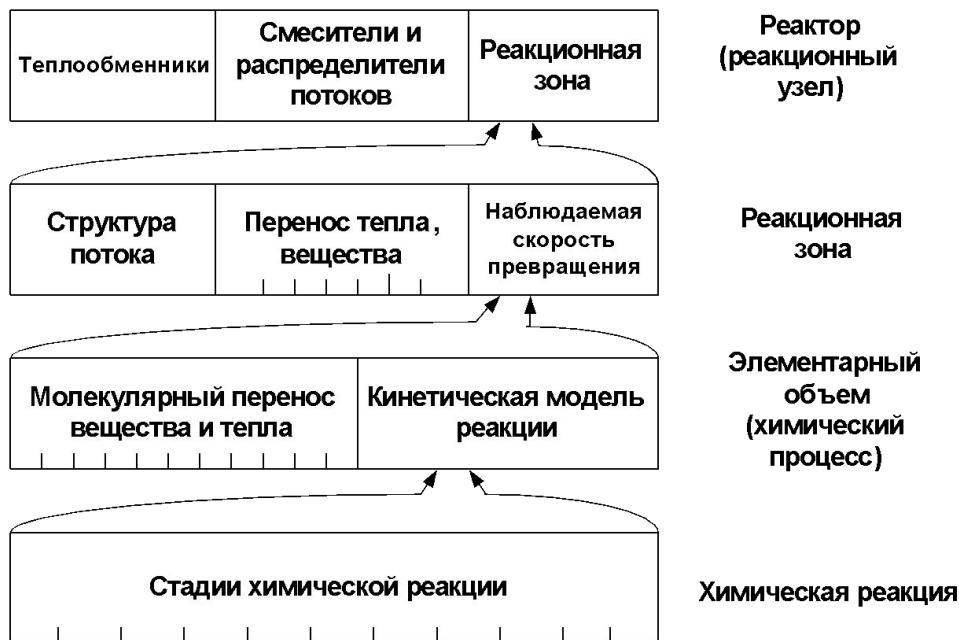 Теплообменники
Смесители и
распределители
потоков
Реакционная
зона
Реактор
(реакционный
узел)
Структура
потока
Перенос тепла ,
вещества
Наблюдаемая
скорость
превращения
Реакционная
зона
Молекулярный перенос
вещества и тепла
Кинетическая модель
реакции
Элементарный
объем
(химический
процесс)
Стадии химической реакции
Химическая реакция